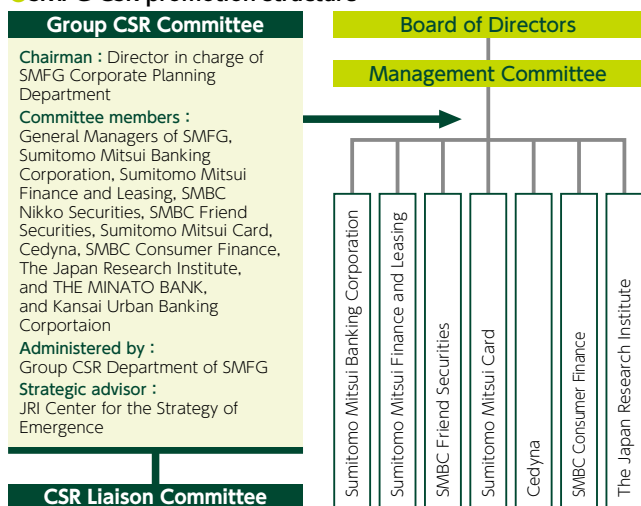 SMFG CSR promotion structure
Group CSR Committee
Chairman : Director in charge of
SMFG Corporate Planning
Department
Committee members :
General Managers of SMFG,
Sumitomo Mitsui Banking
Corporation, Sumitomo Mitsui
Finance and Leasing, SMBC
Nikko Securities, SMBC Friend
Securities, Sumitomo Mitsui Card,
Cedyna, SMBC Consumer Finance,
The Japan Research Institute,
and THE MINATO BANK,
and Kansai Urban Banking
Corportaion
Administered by :
Group CSR Department of SMFG
Strategic advisor :
JRI Center for the Strategy of
Emergence
CSR Liaison Committee
Board of Directors
Management Committee
Sumitomo Mitsui Banking Corporation
Sumitomo Mitsui Finance and Leasing
SMBC Friend Securities
Sumitomo Mitsui Card
Cedyna
SMBC Consumer Finance
The Japan Research Institute